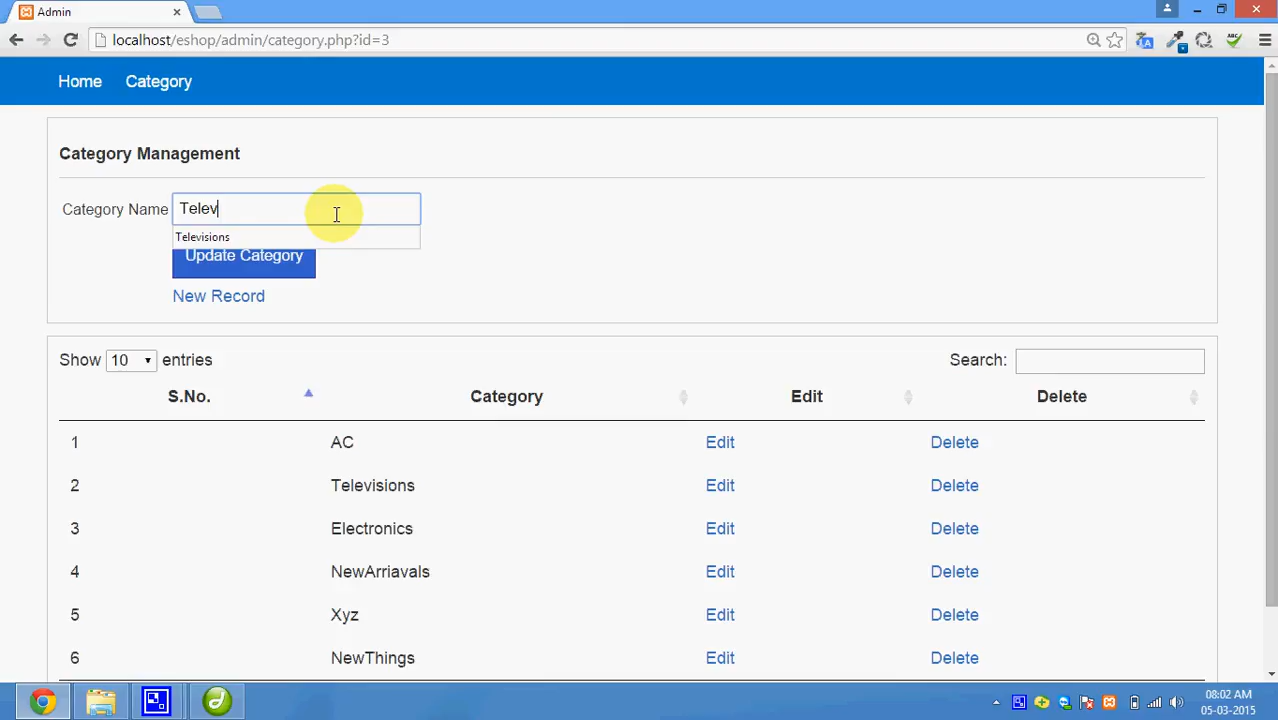 Admin
localhost/eshop/admin/category.php?id=3
Home Category
Category Management
Category Name Telev
Televisions
Update Category
New Record
Show 10 entries Search:
S.No. Category Edit Delete
1 AC Edit Delete
2 Televisions Edit Delete
3 Electronics Edit Delete
4 NewArriavals Edit Delete
5 Xyz Edit Delete
6 NewThings Edit Delete
08:02 AM
05-03-2015